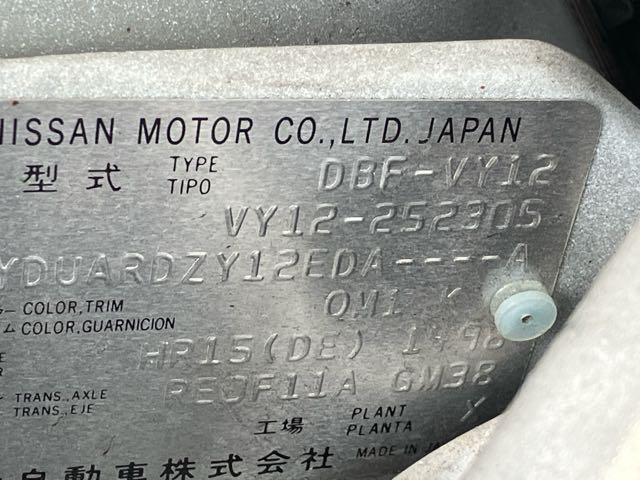 NISSAN MOTOR CO.,LTD. JAPAN
型式 TYPE TIPO DBF-VY12
VY12-252305
YDUARDZY12EDA----A
COLOR, TRIM
COLOR, GUARNICION
HR15(DE) 1498
TRANS., AXLE RE0F11A GM38
TRANS., EJE
工場 PLANT PLANTA X
自動車株式会社 MADE IN